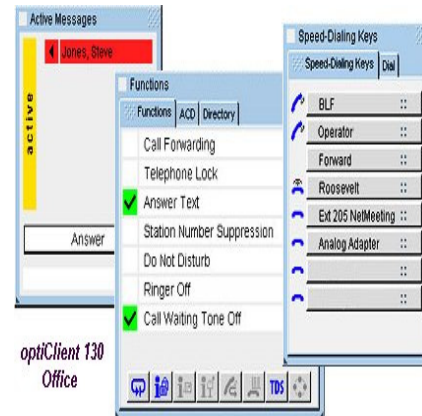 Active Messages
Jones, Steve
active
Answer
optiClient 130
Office
Functions
Functions ACD Directory
Call Forwarding
Telephone Lock
Answer Text
Station Number Suppression
Do Not Disturb
Ringer Off
Call Waiting Tone Off
TDS
Speed-Dialing Keys
Speed-Dialing Keys Dial
BLF ::
Operator ::
Forward
Roosevelt ::
Ext 205 NetMeeting ::
Analog Adapter ::
::
::